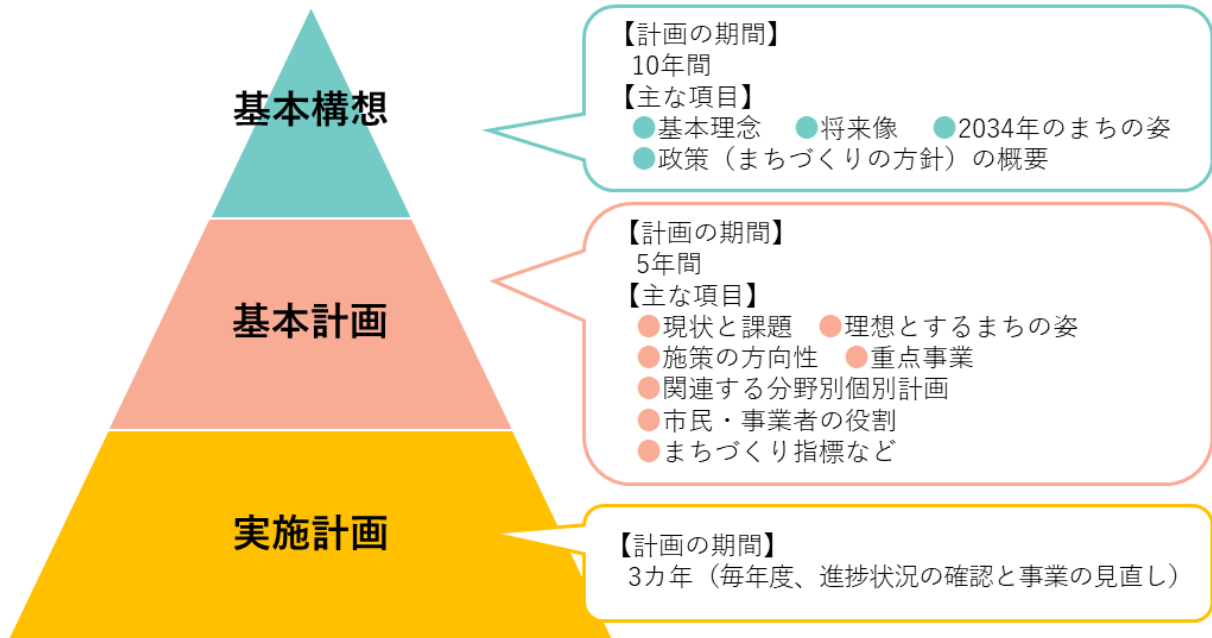 基本構想
【計画の期間】
10年間
【主な項目】
●基本理念 ●将来像 ●2034年のまちの姿
●政策（まちづくりの方針）の概要
基本計画
【計画の期間】
5年間
【主な項目】
●現状と課題 ●理想とするまちの姿
●施策の方向性 ●重点事業
●関連する分野別個別計画
●市民・事業者の役割
●まちづくり指標など
実施計画
【計画の期間】
3カ年（毎年度、進捗状況の確認と事業の見直し）